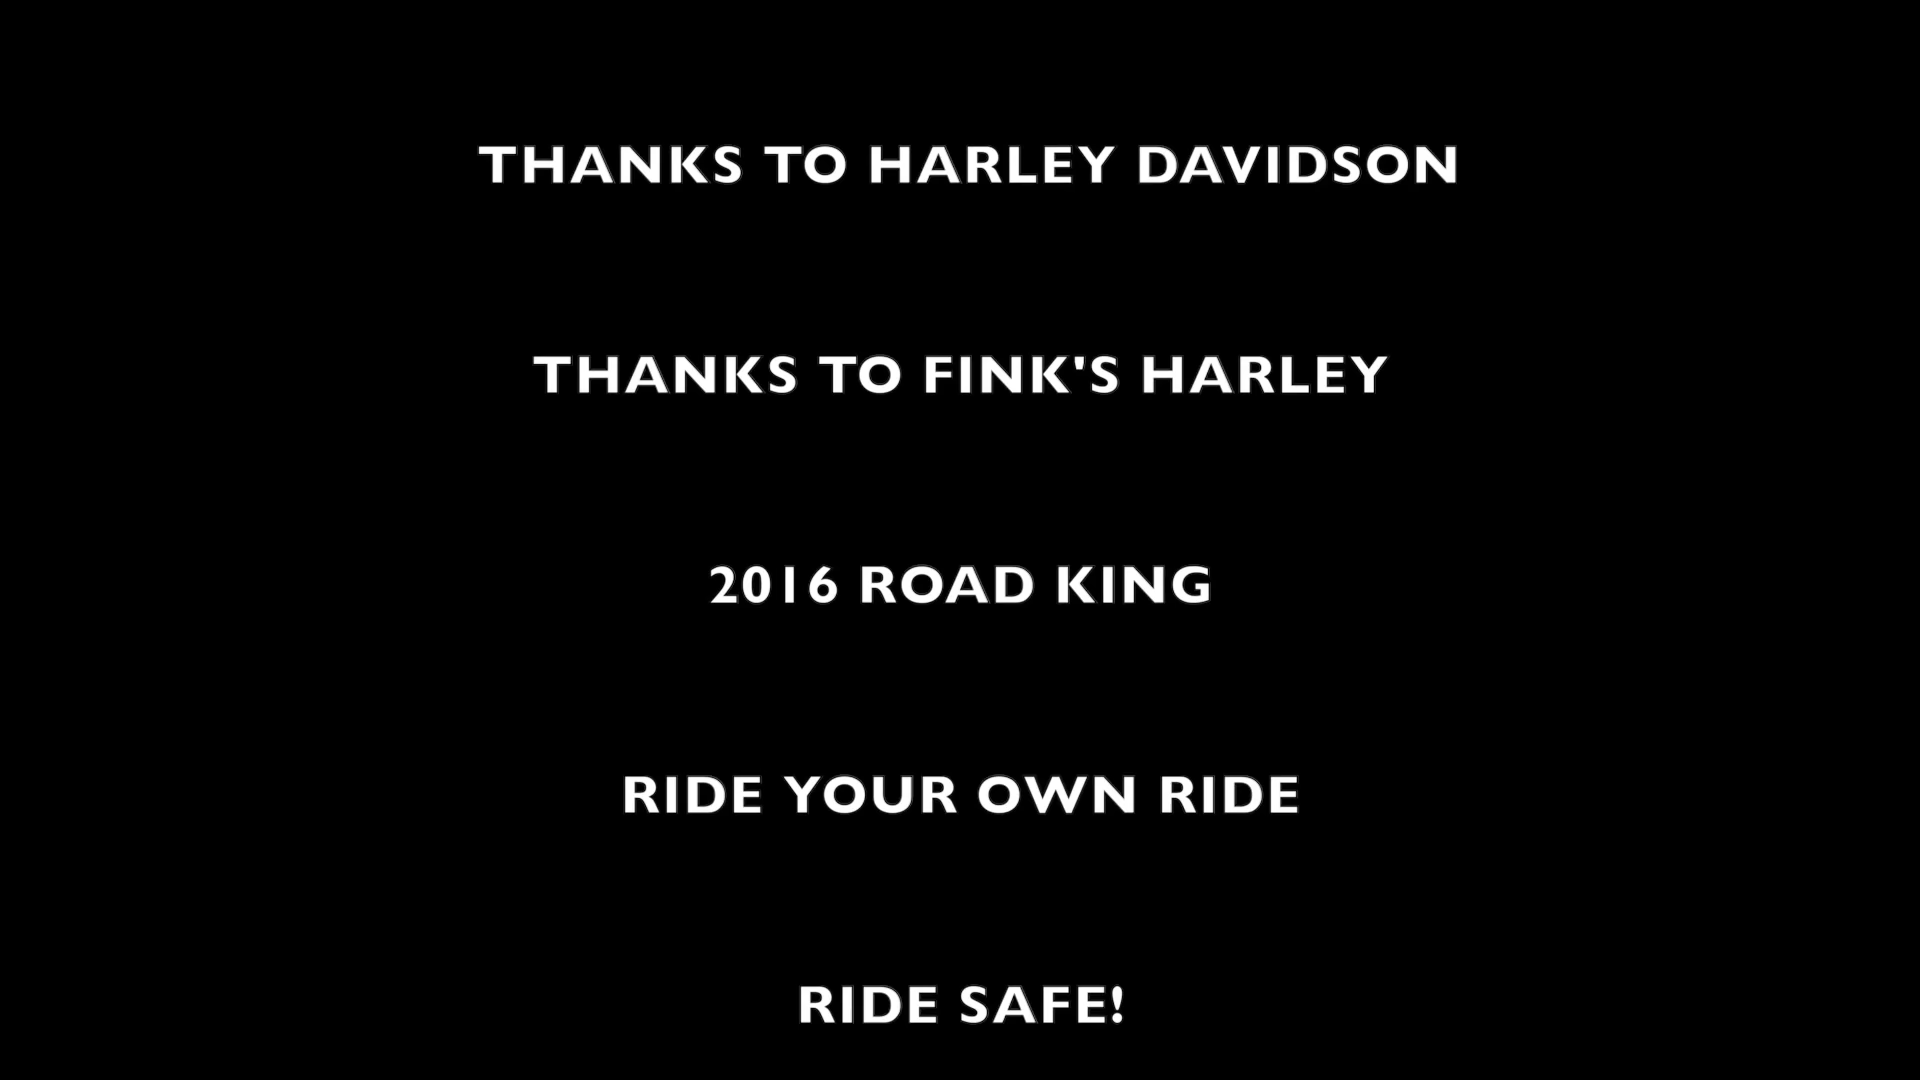 THANKS TO HARLEY DAVIDSON
THANKS TO FINK'S HARLEY
2016 ROAD KING
RIDE YOUR OWN RIDE
RIDE SAFE!